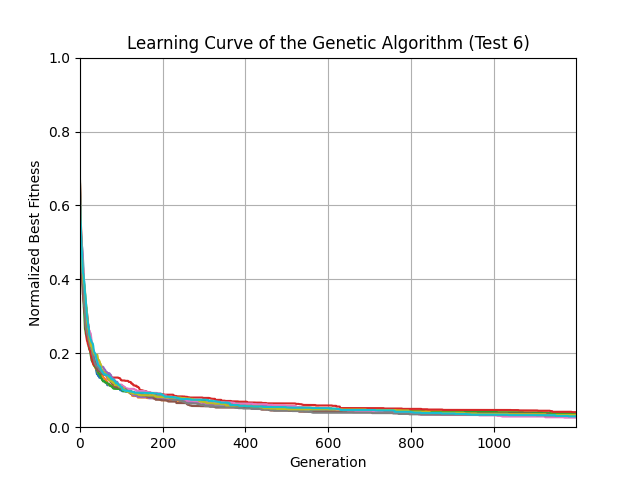 Learning Curve of the Genetic Algorithm (Test 6)
1.0
0.8
0.6
0.4
0.2
0.0
Normalized Best Fitness
0 200 400 600 800 1000
Generation